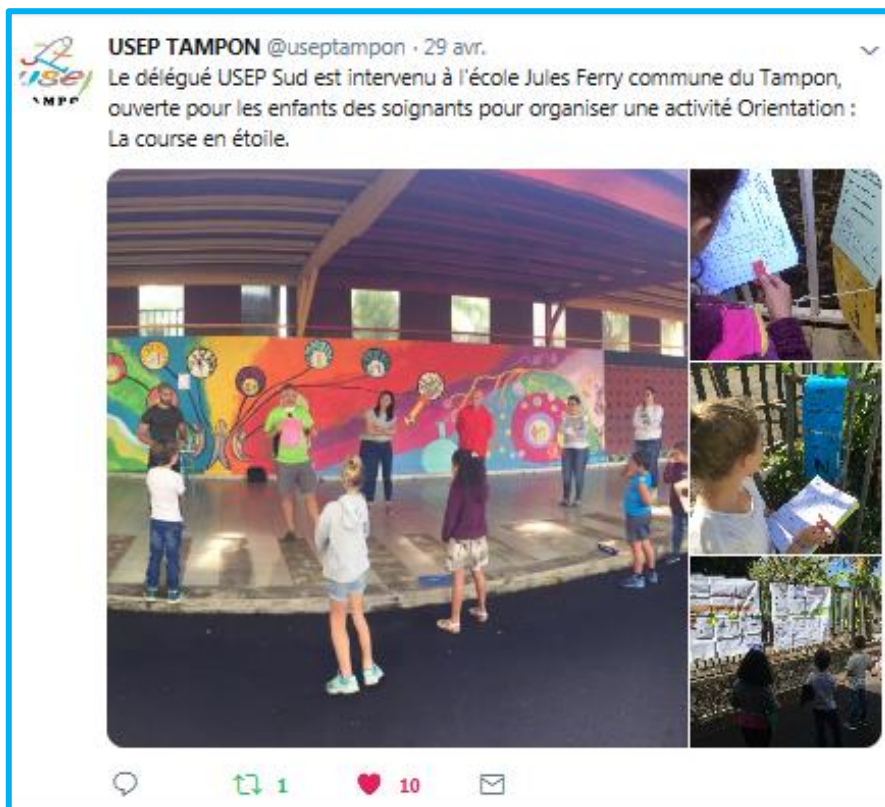 USEP TAMPON @useptampon · 29 avr.
Le délégué USEP Sud est intervenu à l'école Jules Ferry commune du Tampon,
ouverte pour les enfants des soignants pour organiser une activité Orientation :
La course en étoile.
usep
N
1
10